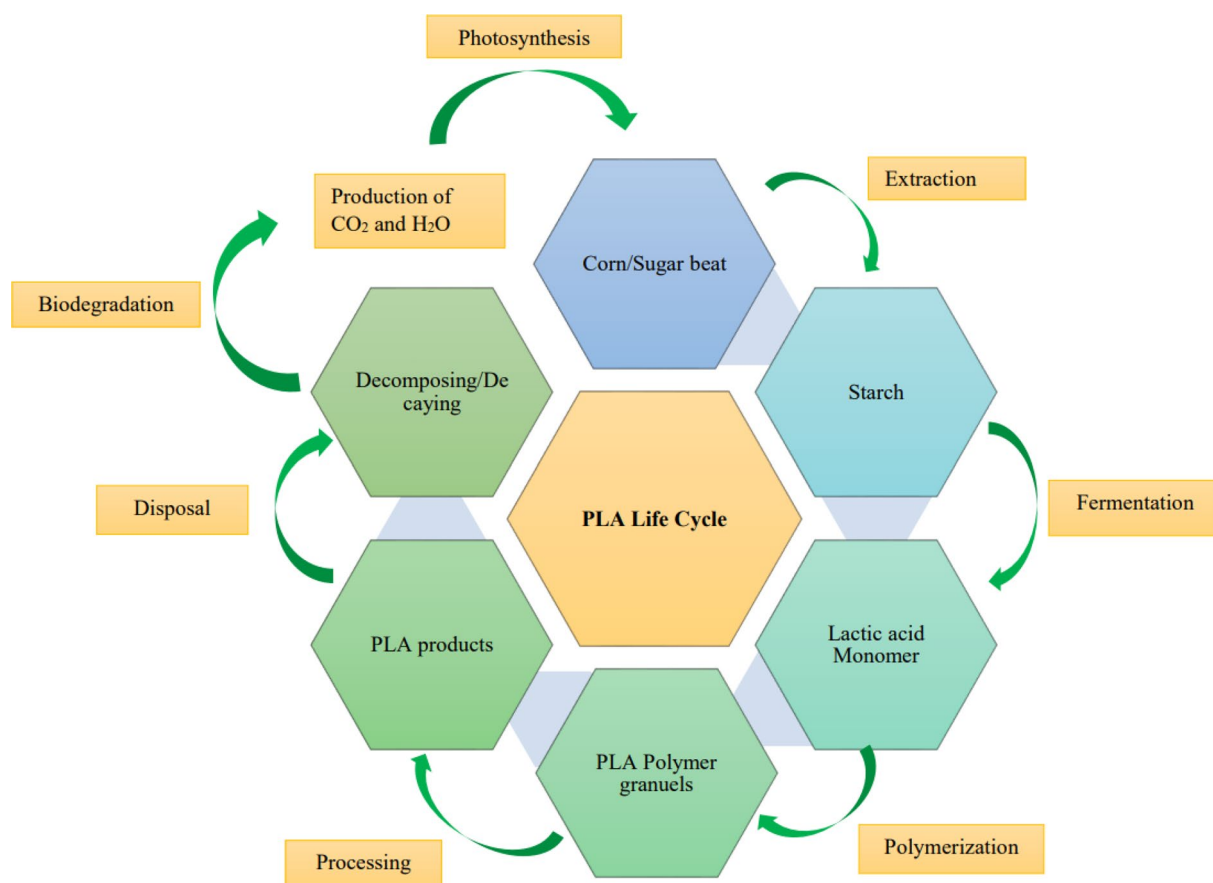 Photosynthesis
Extraction
Production of
CO₂ and H₂O
Corn/Sugar beat
Biodegradation
Decomposing/De
caying
Starch
Disposal
PLA Life Cycle
Fermentation
PLA products
Lactic acid
Monomer
PLA Polymer
granuels
Processing
Polymerization